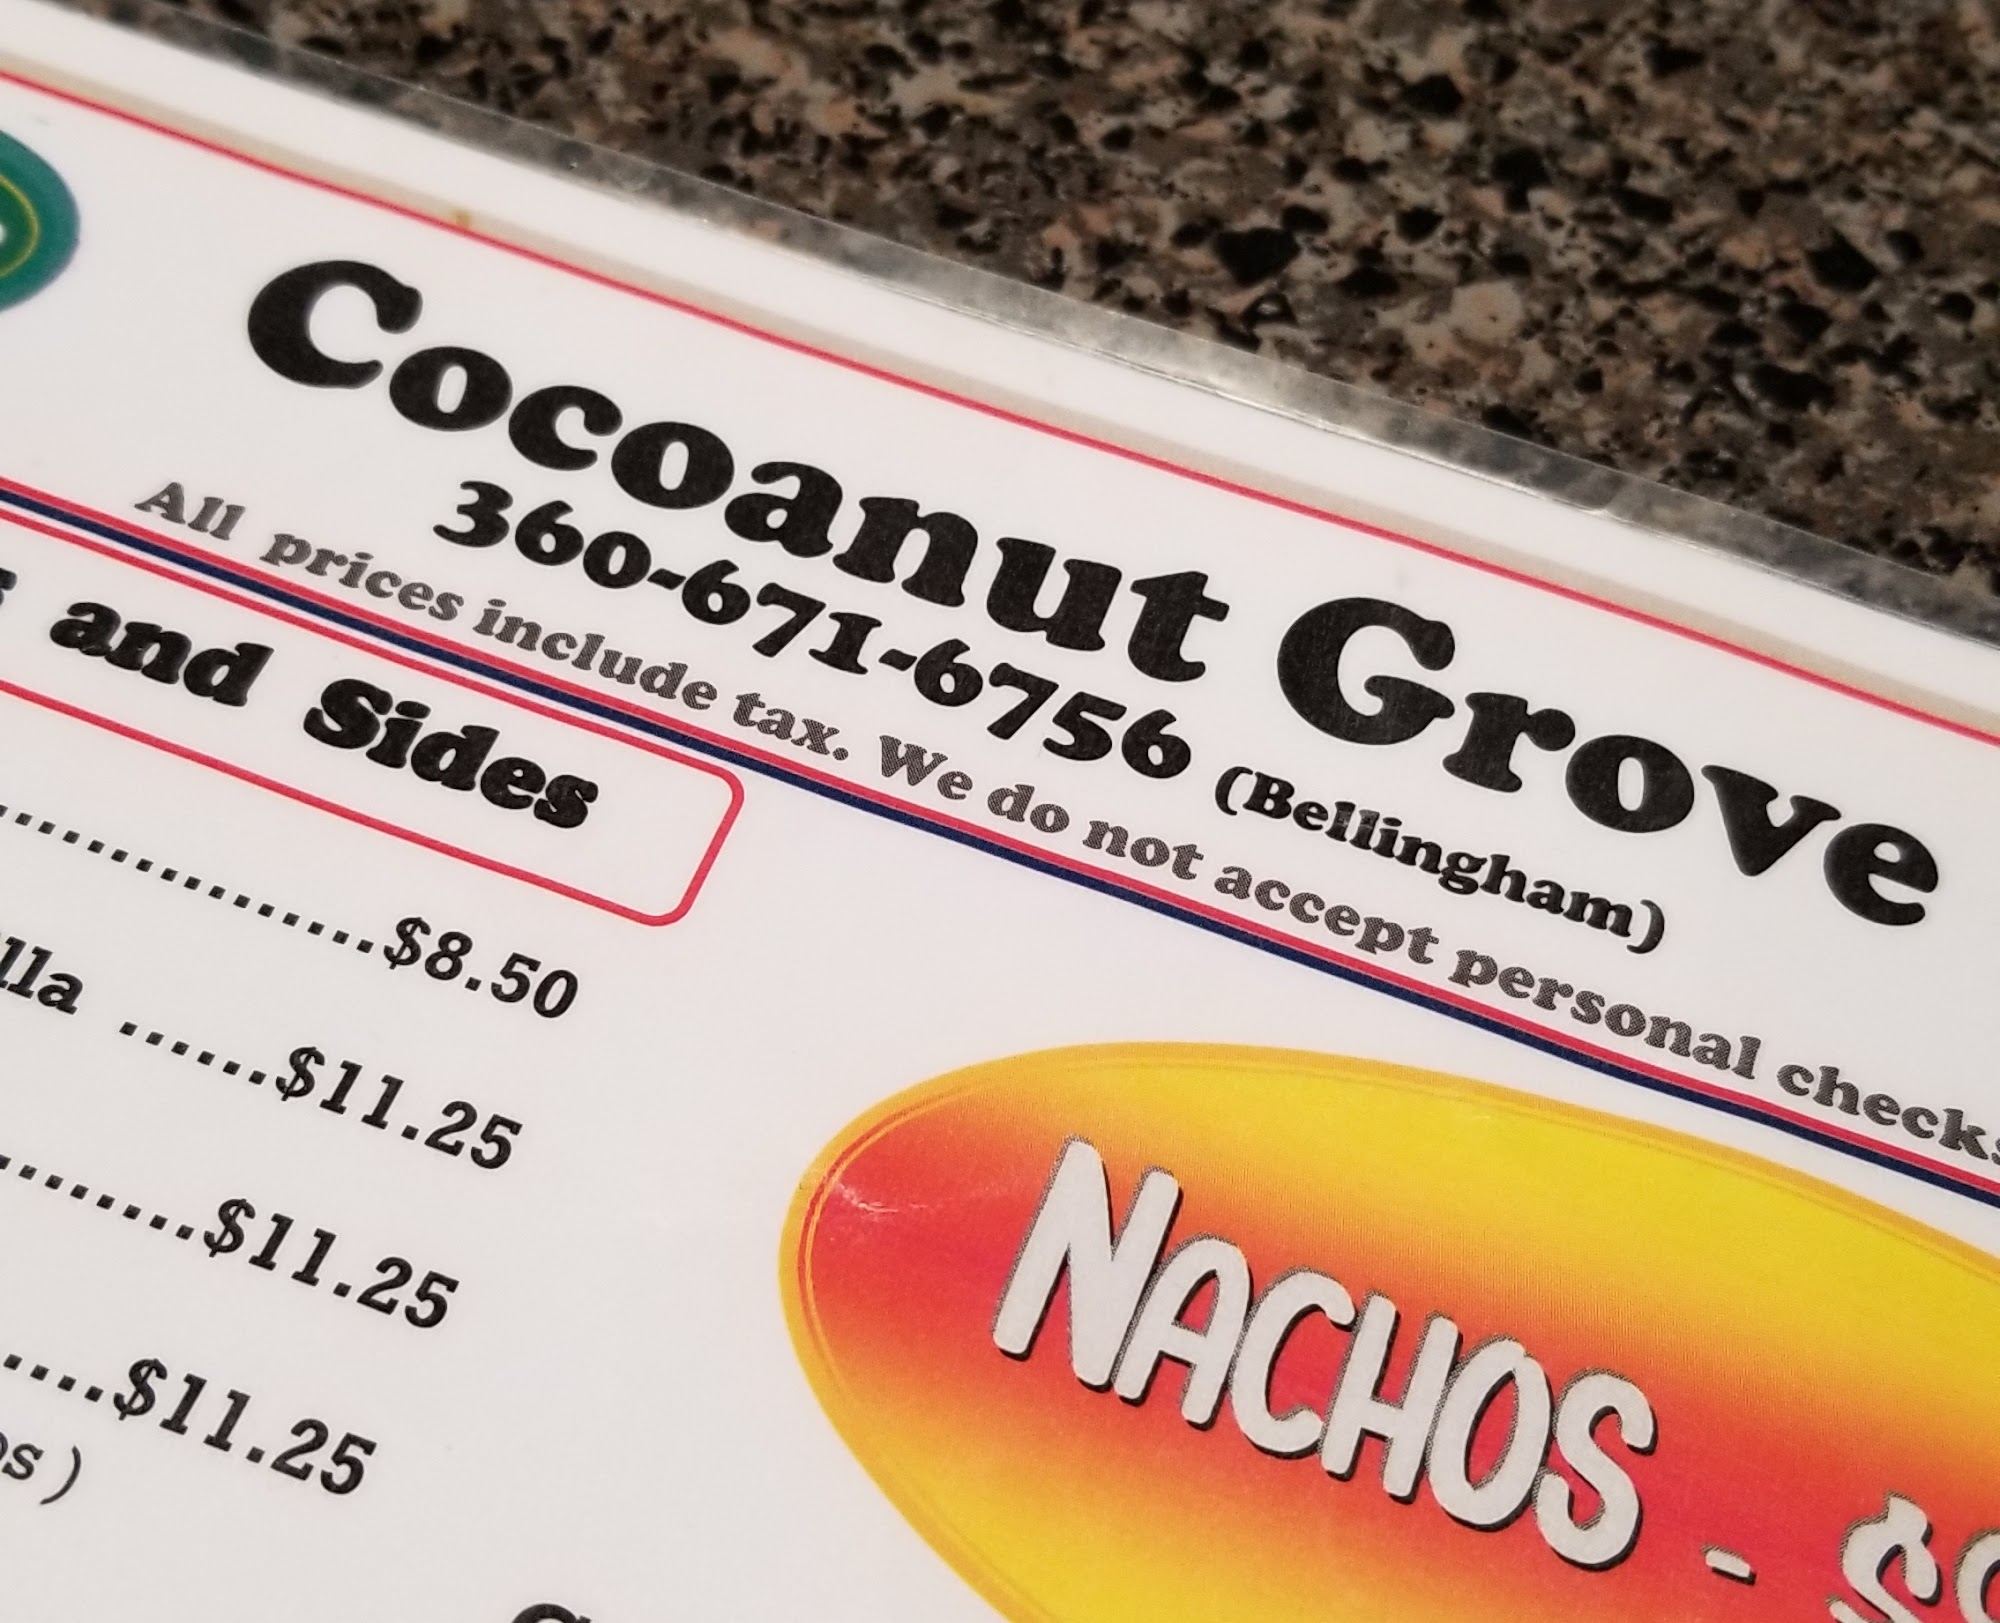 Cocoanut Grove
360-671-6756 (Bellingham)
All prices include tax. We do not accept personal checks
and Sides
..................$8.50
.....$11.25
.........$11.25
.....$11.25
NACHOS - $